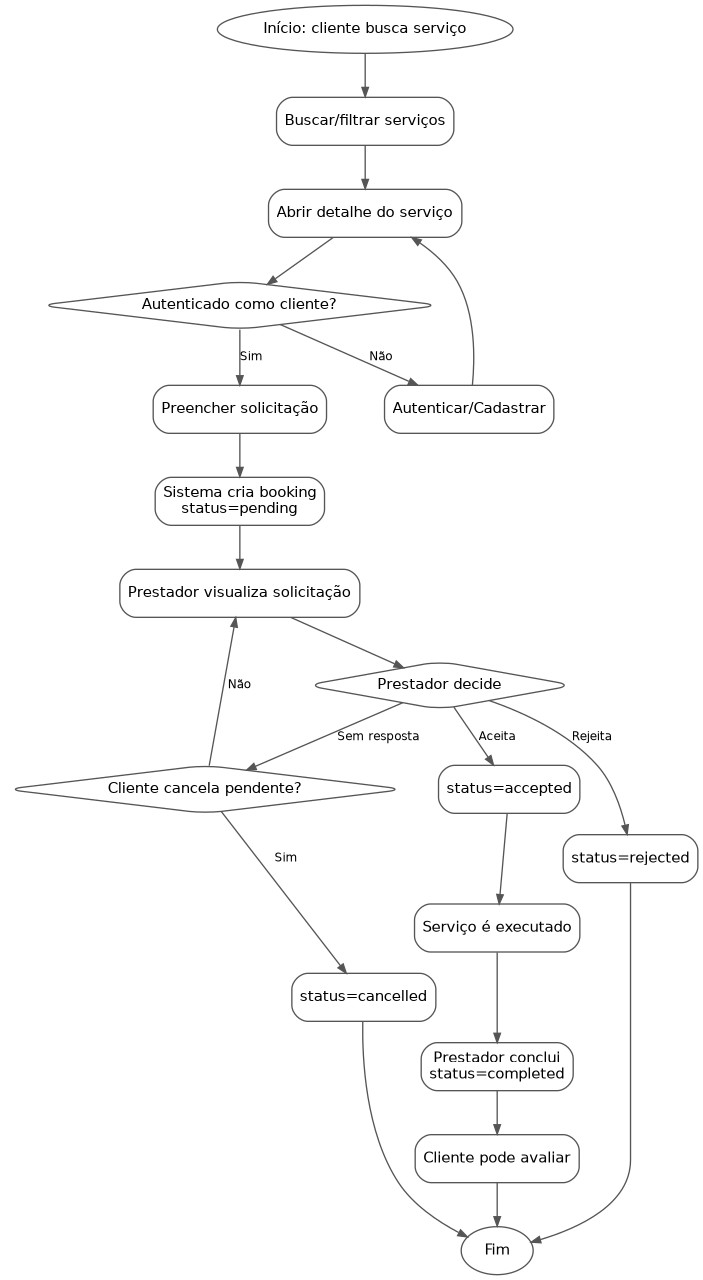 Início: cliente busca serviço
Buscar/filtrar serviços
Abrir detalhe do serviço
Autenticado como cliente?
Sim
Não
Preencher solicitação
Autenticar/Cadastrar
Sistema cria booking
status=pending
Prestador visualiza solicitação
Não
Prestador decide
Sem resposta
Aceita
Rejeita
Cliente cancela pendente?
status=accepted
Sim
status=rejected
Serviço é executado
status=cancelled
Prestador conclui
status=completed
Cliente pode avaliar
Fim